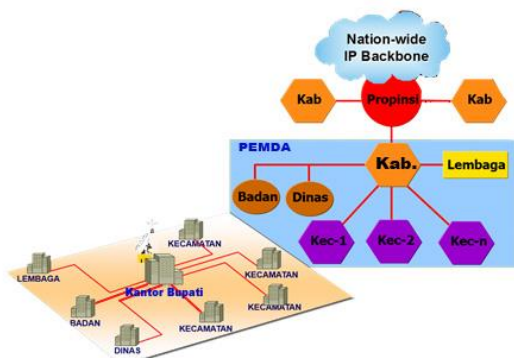 Nation-wide
IP Backbone
Kab
Propinsi
Kab
PEMDA
Kab.
Lembaga
Badan
Dinas
Kec-1
Kec-2
Kec-n
KECAMATAN
LEMBAGA
KECAMATAN
Kantor Bupati
KECAMATAN
BADAN
KECAMATAN
DINAS